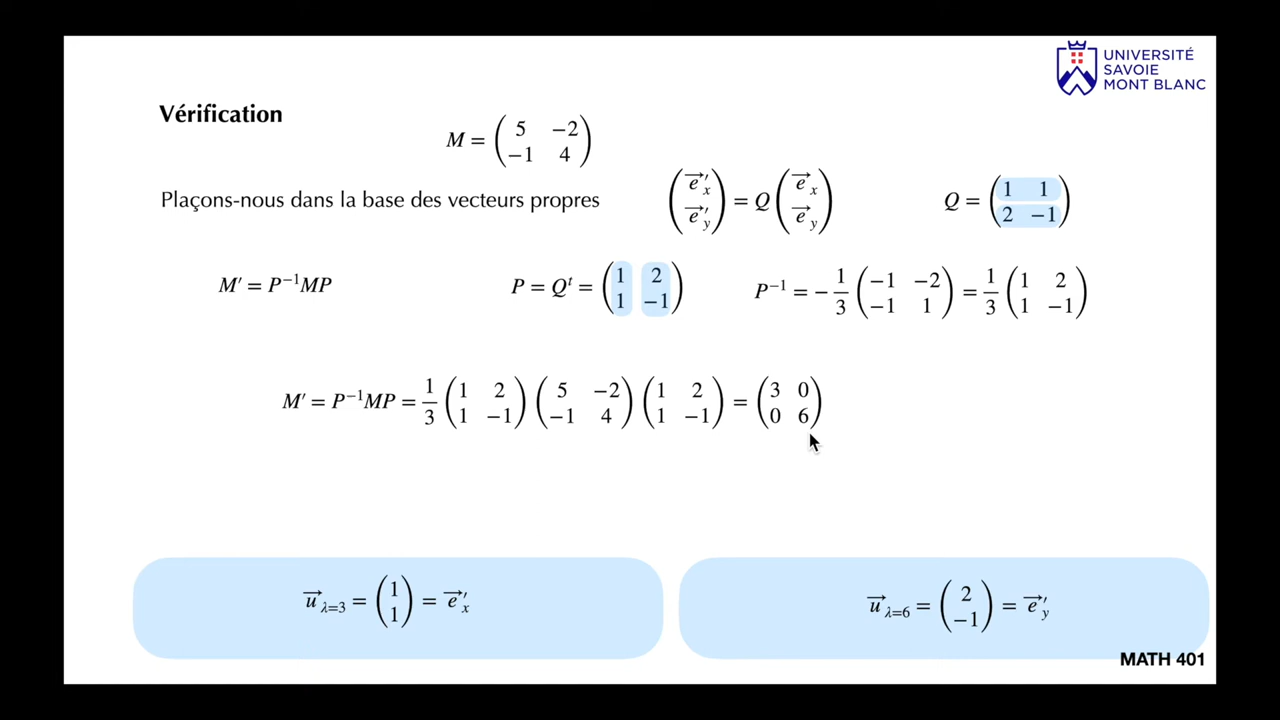 UNIVERSITÉ
SAVOIE
MONT BLANC
Vérification
M = ( 5 −2 ; −1 4 )
Plaçons-nous dans la base des vecteurs propres ( e⃗′x ; e⃗′y ) = Q ( e⃗x ; e⃗y ) Q = ( 1 1 ; 2 −1 )
M′ = P⁻¹MP P = Qᵗ = ( 1 2 ; 1 −1 ) P⁻¹ = − 1/3 ( −1 −2 ; −1 1 ) = 1/3 ( 1 2 ; 1 −1 )
M′ = P⁻¹MP = 1/3 ( 1 2 ; 1 −1 ) ( 5 −2 ; −1 4 ) ( 1 2 ; 1 −1 ) = ( 3 0 ; 0 6 )
u⃗λ=3 = ( 1 ; 1 ) = e⃗′x
u⃗λ=6 = ( 2 ; −1 ) = e⃗′y
MATH 401